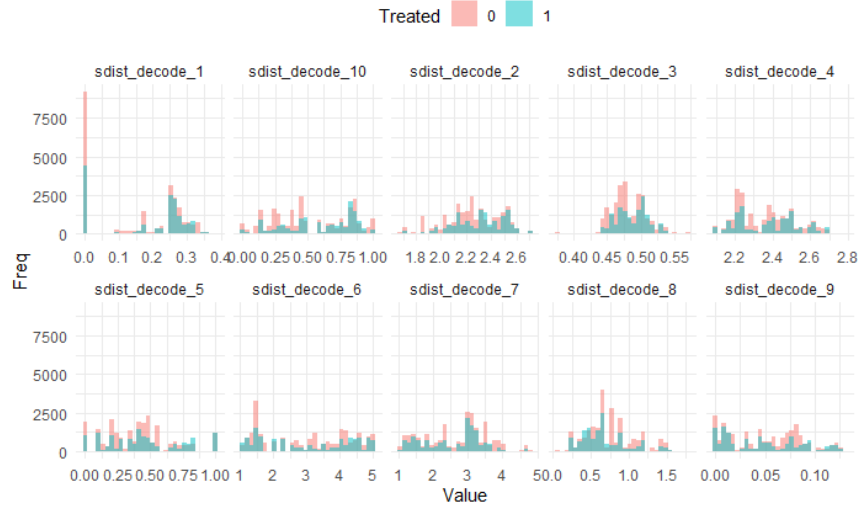 Treated 0 1
sdist_decode_1 sdist_decode_10 sdist_decode_2 sdist_decode_3 sdist_decode_4
7500
5000
2500
0
0.0 0.1 0.2 0.3 0.4 0.00 0.25 0.50 0.75 1.00 1.8 2.0 2.2 2.4 2.6 0.40 0.45 0.50 0.55 2.2 2.4 2.6 2.8
Freq
sdist_decode_5 sdist_decode_6 sdist_decode_7 sdist_decode_8 sdist_decode_9
7500
5000
2500
0
0.00 0.25 0.50 0.75 1.00 1 2 3 4 5 1 2 3 4 5 0.0 0.5 1.0 1.5 0.00 0.05 0.10
Value